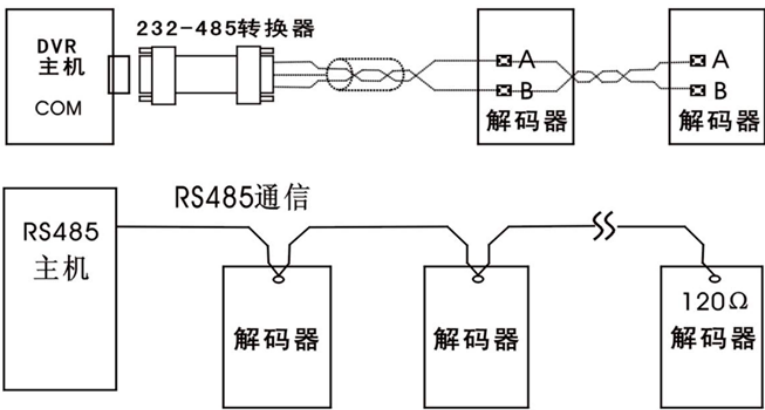 232-485转换器
DVR
主机
COM
A
B
解码器
A
B
解码器
RS485通信
RS485
主机
解码器
解码器
120Ω
解码器